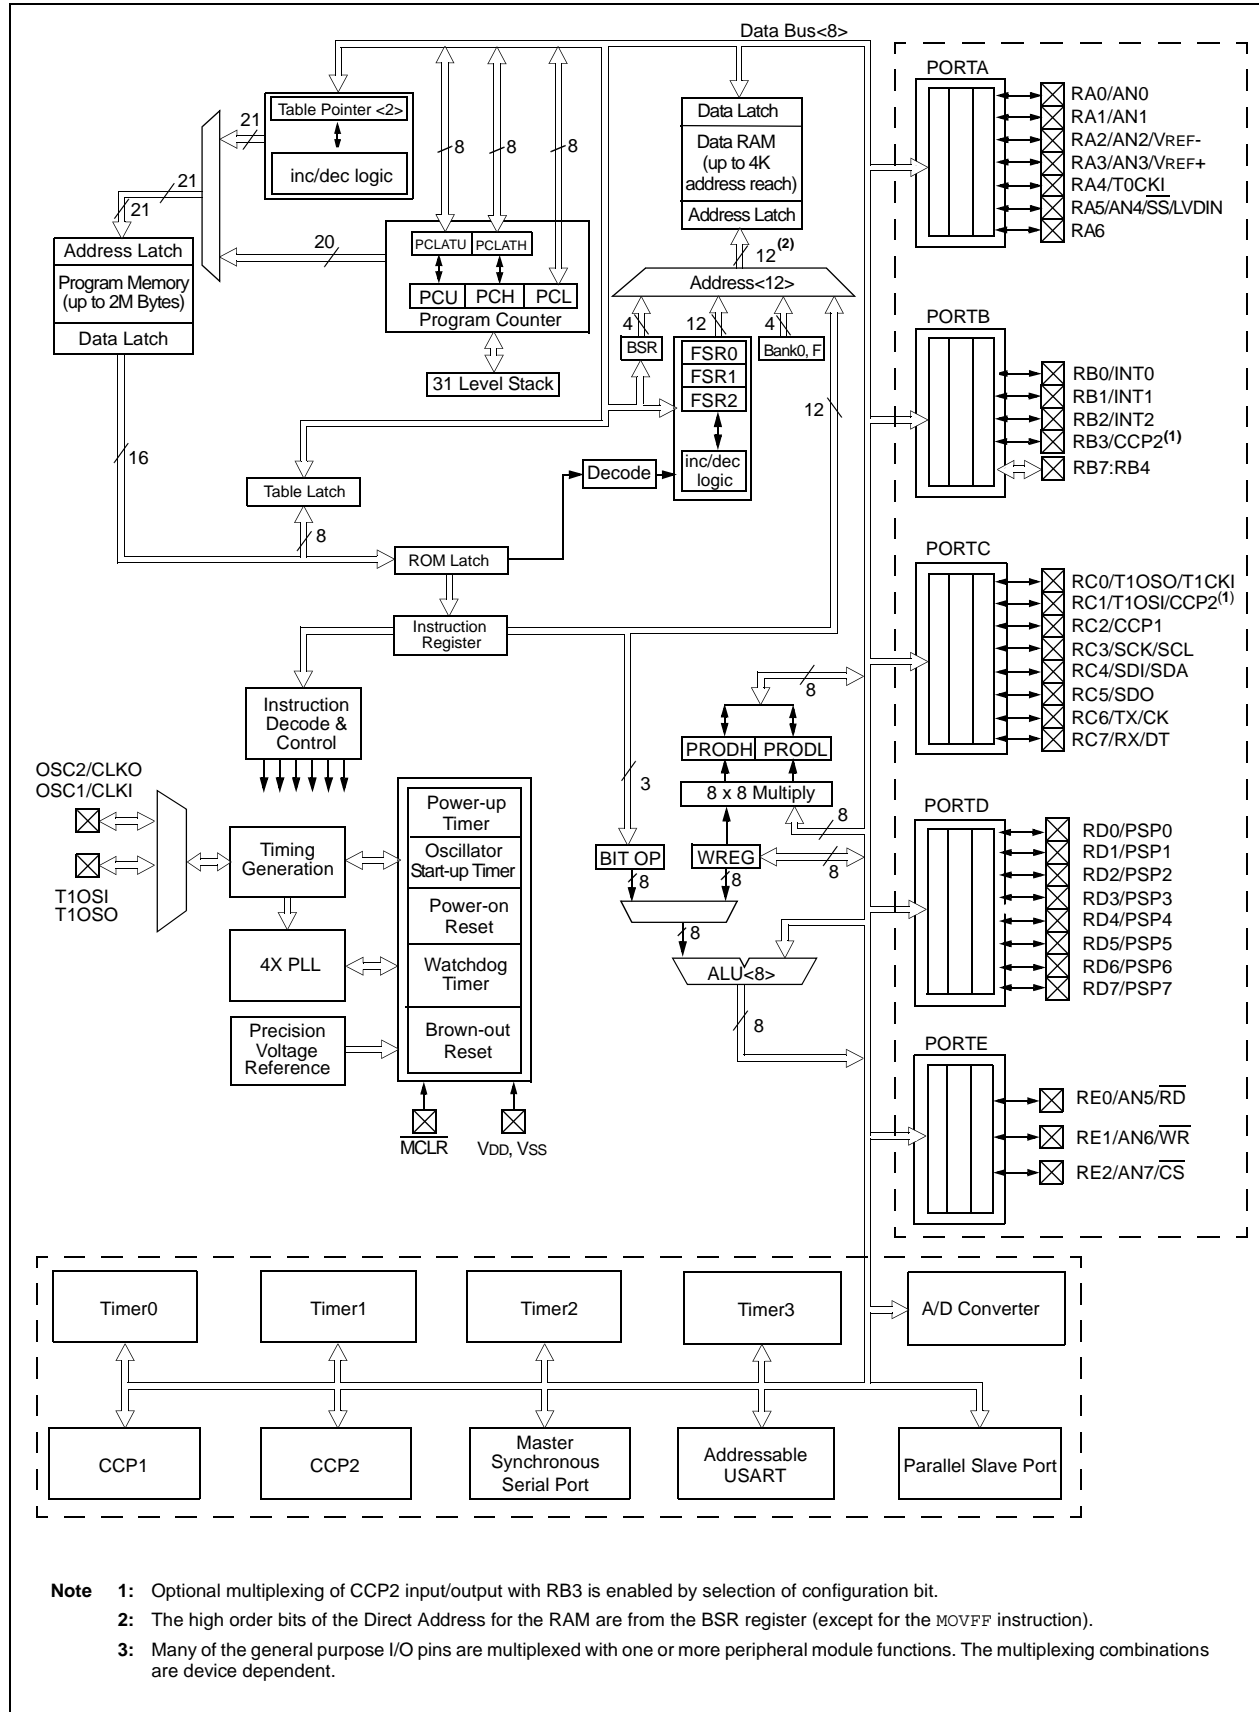 Data Bus<8>
PORTA
Table Pointer <2>
inc/dec logic
21
21
21
20
8
8
8
Data Latch
Data RAM
(up to 4K
address reach)
Address Latch
12(2)
RA0/AN0
RA1/AN1
RA2/AN2/VREF-
RA3/AN3/VREF+
RA4/T0CKI
RA5/AN4/SS/LVDIN
RA6
Address Latch
Program Memory
(up to 2M Bytes)
Data Latch
PCLATU
PCLATH
PCU
PCH
PCL
Program Counter
31 Level Stack
Address<12>
4
12
4
BSR
FSR0
FSR1
FSR2
inc/dec
logic
Bank0, F
12
PORTB
RB0/INT0
RB1/INT1
RB2/INT2
RB3/CCP2(1)
RB7:RB4
16
Table Latch
8
Decode
ROM Latch
Instruction
Register
PORTC
RC0/T1OSO/T1CKI
RC1/T1OSI/CCP2(1)
RC2/CCP1
RC3/SCK/SCL
RC4/SDI/SDA
RC5/SDO
RC6/TX/CK
RC7/RX/DT
Instruction
Decode &
Control
8
PRODH
PRODL
8 x 8 Multiply
3
8
BIT OP
WREG
8
8
8
8
ALU<8>
8
OSC2/CLKO
OSC1/CLKI
T1OSI
T1OSO
Timing
Generation
4X PLL
Precision
Voltage
Reference
Power-up
Timer
Oscillator
Start-up Timer
Power-on
Reset
Watchdog
Timer
Brown-out
Reset
MCLR
VDD, VSS
PORTD
RD0/PSP0
RD1/PSP1
RD2/PSP2
RD3/PSP3
RD4/PSP4
RD5/PSP5
RD6/PSP6
RD7/PSP7
PORTE
RE0/AN5/RD
RE1/AN6/WR
RE2/AN7/CS
Timer0
Timer1
Timer2
Timer3
A/D Converter
CCP1
CCP2
Master
Synchronous
Serial Port
Addressable
USART
Parallel Slave Port
Note 1: Optional multiplexing of CCP2 input/output with RB3 is enabled by selection of configuration bit.
2: The high order bits of the Direct Address for the RAM are from the BSR register (except for the MOVFF instruction).
3: Many of the general purpose I/O pins are multiplexed with one or more peripheral module functions. The multiplexing combinations
are device dependent.